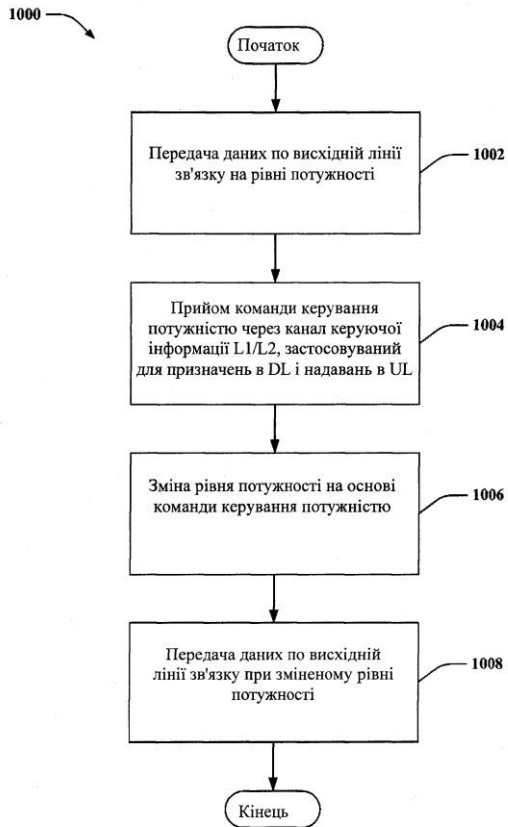 1000
Початок
Передача даних по висхідній лінії
зв'язку на рівні потужності
1002
Прийом команди керування
потужністю через канал керуючої
інформації L1/L2, застосовуваний
для призначень в DL і надавань в UL
1004
Зміна рівня потужності на основі
команди керування потужністю
1006
Передача даних по висхідній
лінії зв'язку при зміненому рівні
потужності
1008
Кінець